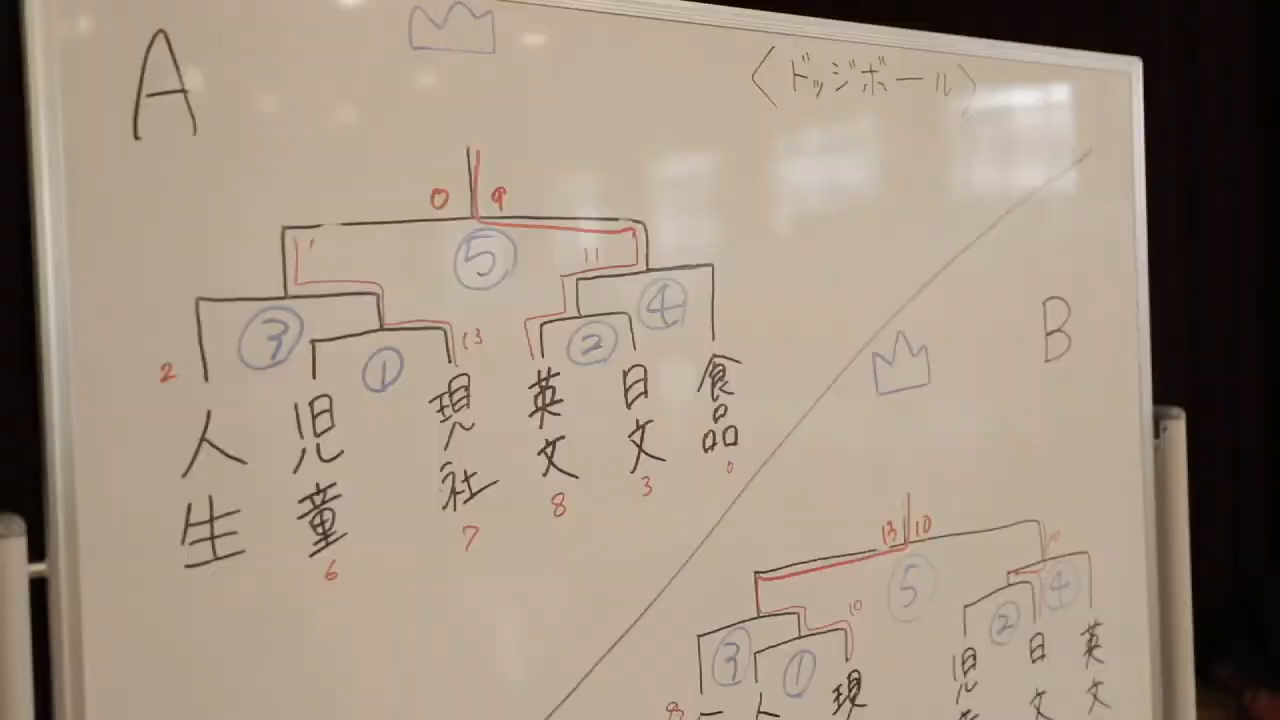 A
〈ドッジボール〉
0 9
⑤
11
③ ④
① ②
2 13
人生
児童
現社
英文
日文
食品
6 7 8 3 0
B
13 10
⑤
10
③ ① ② ④
現
日文
英文